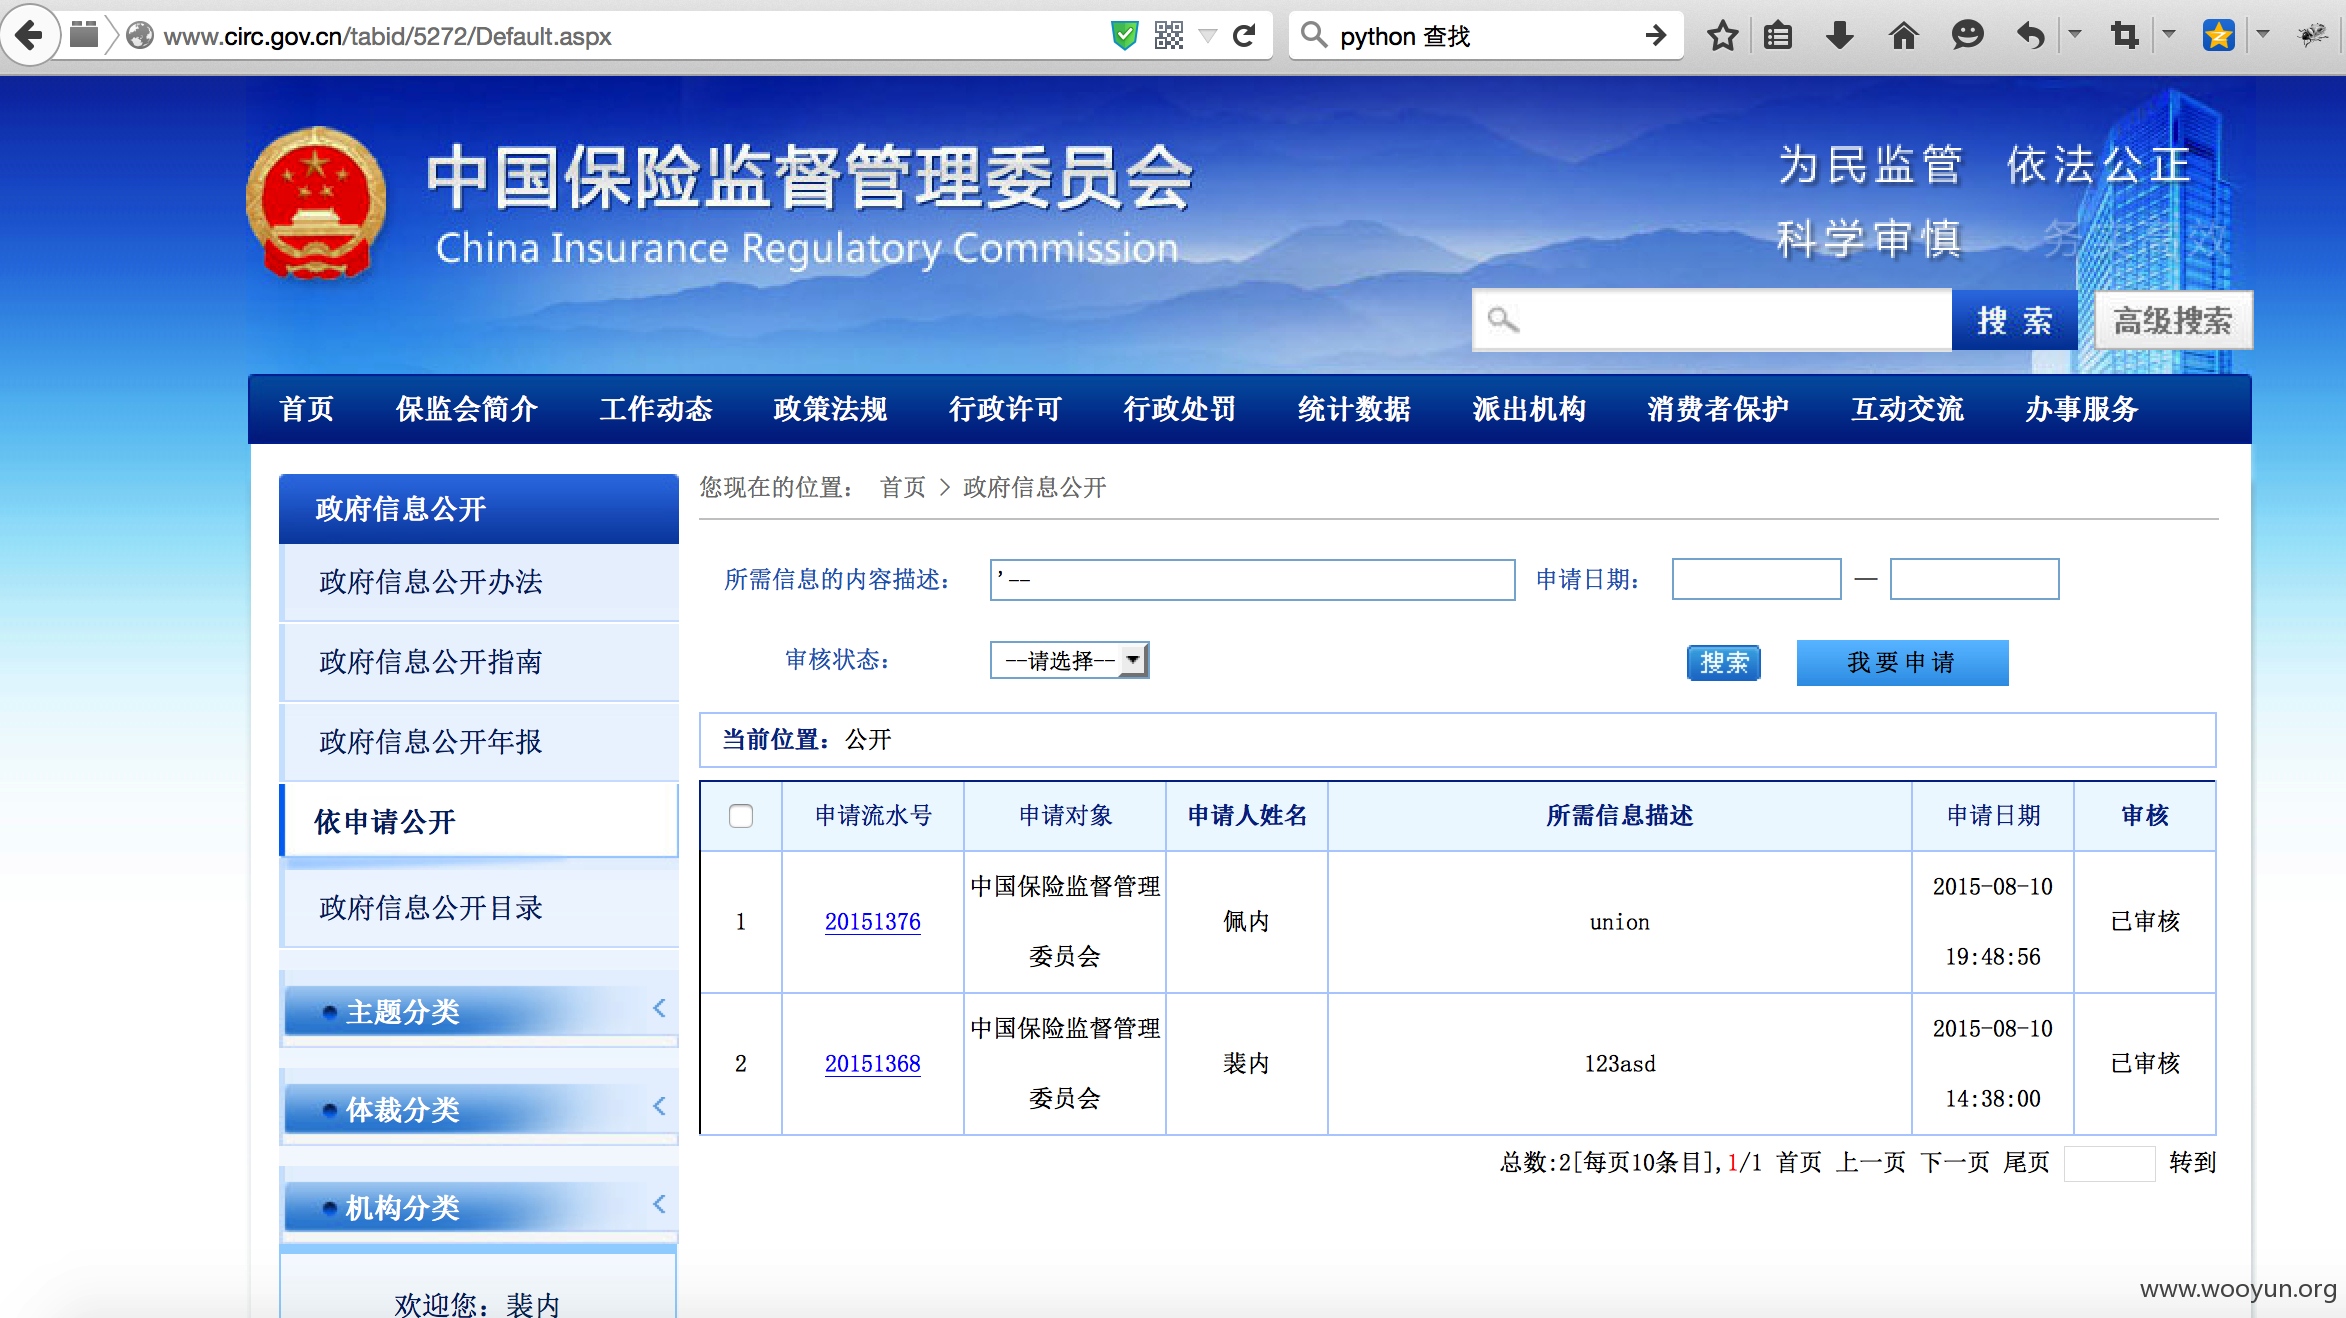 www.circ.gov.cn/tabid/5272/Default.aspx
python 查找
中国保险监督管理委员会
China Insurance Regulatory Commission
为民监管 依法公正
科学审慎
搜 索
高级搜索
首页 保监会简介 工作动态 政策法规 行政许可 行政处罚 统计数据 派出机构 消费者保护 互动交流 办事服务
政府信息公开
政府信息公开办法
政府信息公开指南
政府信息公开年报
依申请公开
政府信息公开目录
主题分类
体裁分类
机构分类
欢迎您：裴内
您现在的位置： 首页 > 政府信息公开
所需信息的内容描述： '-- 申请日期： —
审核状态： --请选择-- 搜索 我要申请
当前位置：公开
申请流水号 申请对象 申请人姓名 所需信息描述 申请日期 审核
1 20151376 中国保险监督管理委员会 佩内 union 2015-08-10 19:48:56 已审核
2 20151368 中国保险监督管理委员会 裴内 123asd 2015-08-10 14:38:00 已审核
总数:2[每页10条目],1/1 首页 上一页 下一页 尾页 转到
www.wooyun.org